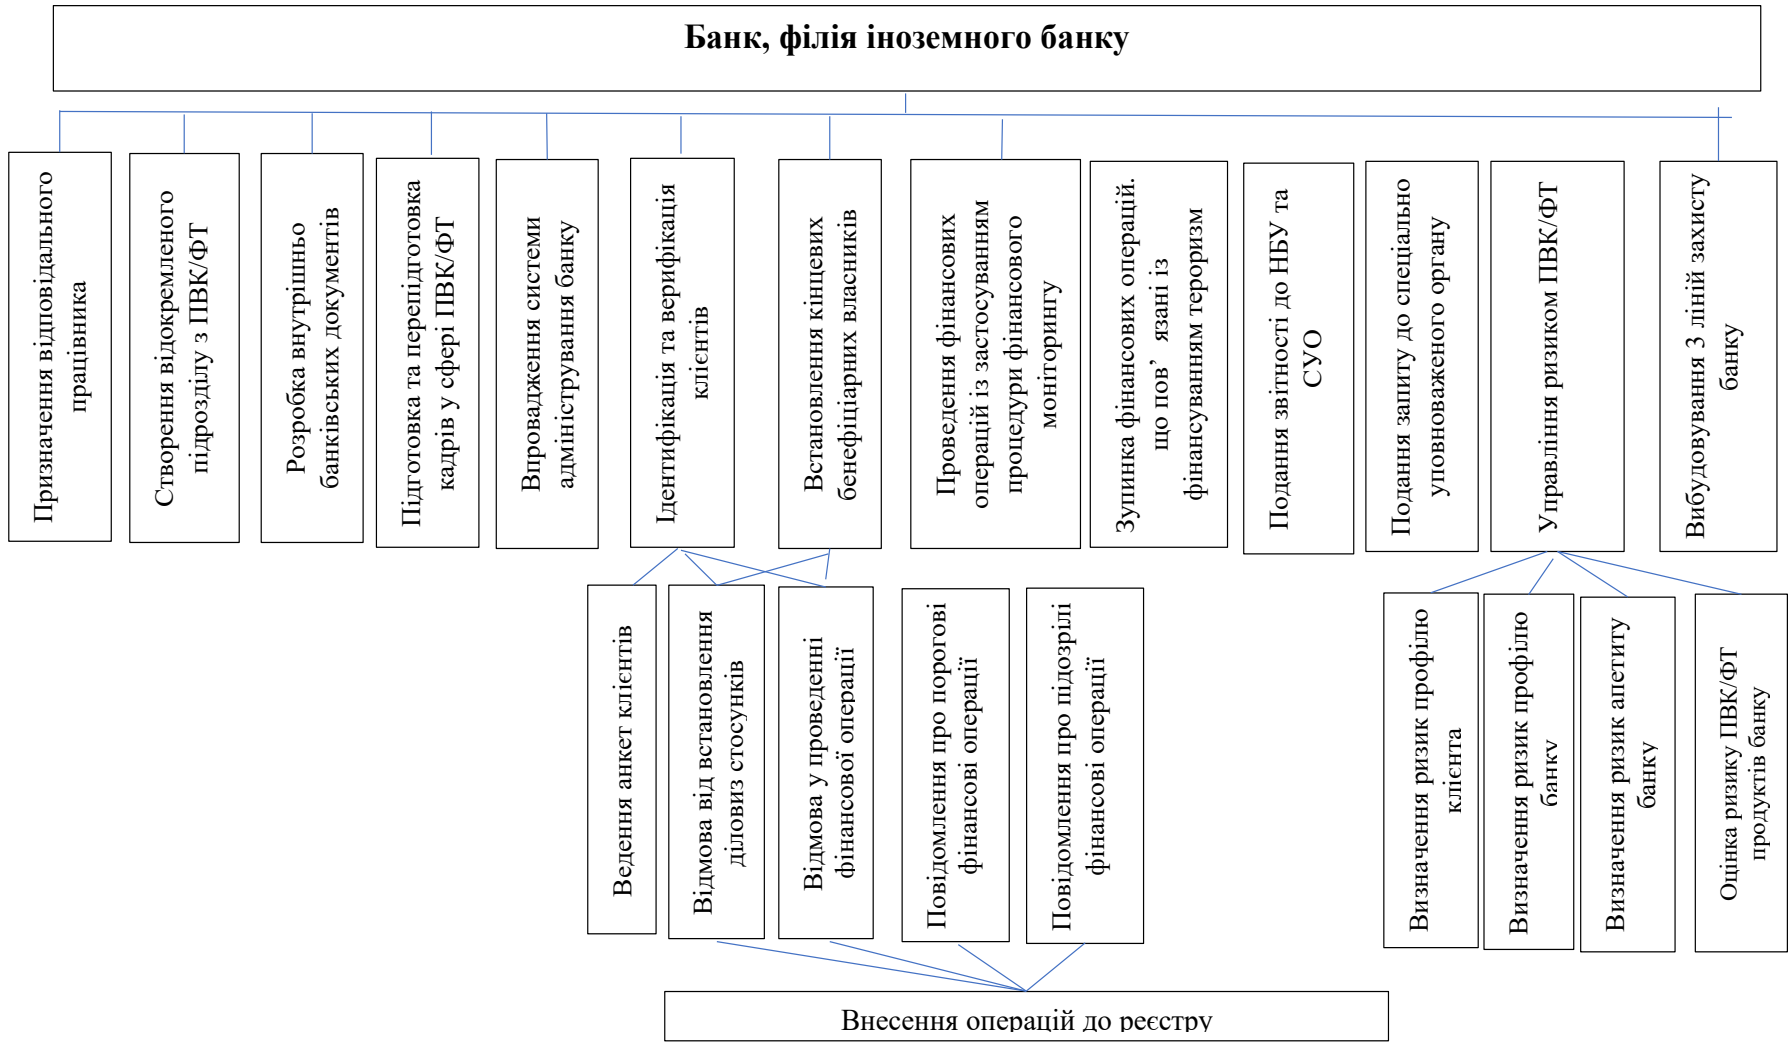 Банк, філія іноземного банку
Призначення відповідального
працівника
Створення відокремленого
підрозділу з ПВК/ФТ
Розробка внутрішньо
банківських документів
Підготовка та перепідготовка
кадрів у сфері ПВК/ФТ
Впровадження системи
адміністрування банку
Ідентифікація та верифікація
клієнтів
Встановлення кінцевих
бенефіціарних власників
Проведення фінансових
операцій із застосуванням
процедури фінансового
моніторингу
Зупинка фінансових операцій.
що пов’ язані із
фінансуванням тероризм
Подання звітності до НБУ та
СУО
Подання запиту до спеціально
уповноваженого органу
Управління ризиком ПВК/ФТ
Вибудовування 3 ліній захисту
банку
Ведення анкет клієнтів
Відмова від встановлення
діловиз стосунків
Відмова у проведенні
фінансової операції
Повідомлення про порогові
фінансові операції
Повідомлення про підозрілі
фінансові операції
Визначення ризик профілю
клієнта
Визначення ризик профілю
банку
Визначення ризик апетиту
банку
Оцінка ризику ПВК/ФТ
продуктів банку
Внесення операцій до реєстру